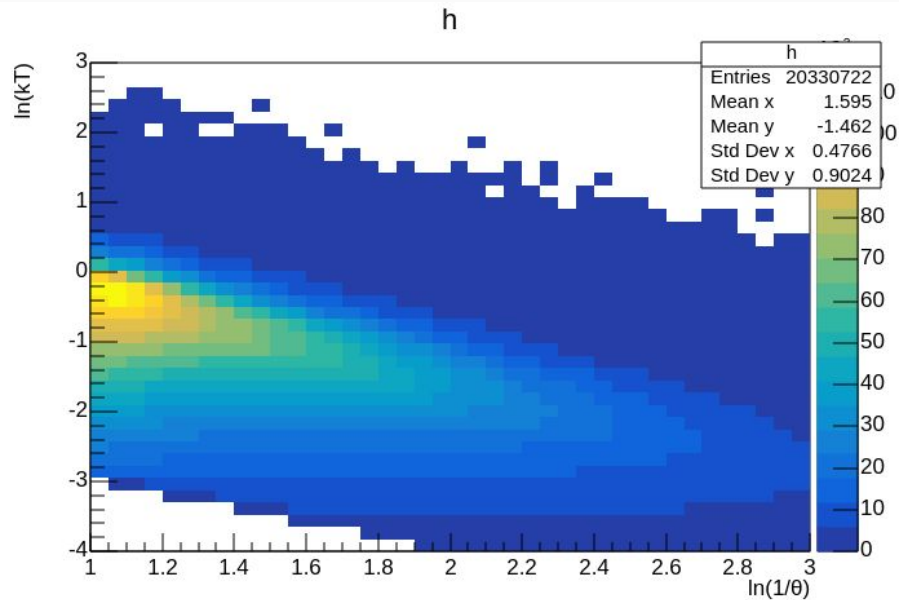 h
ln(kT)
3
2
1
0
-1
-2
-3
-4
1 1.2 1.4 1.6 1.8 2 2.2 2.4 2.6 2.8 3
ln(1/θ)
h
Entries 20330722
Mean x 1.595
Mean y -1.462
Std Dev x 0.4766
Std Dev y 0.9024
80
70
60
50
40
30
20
10
0